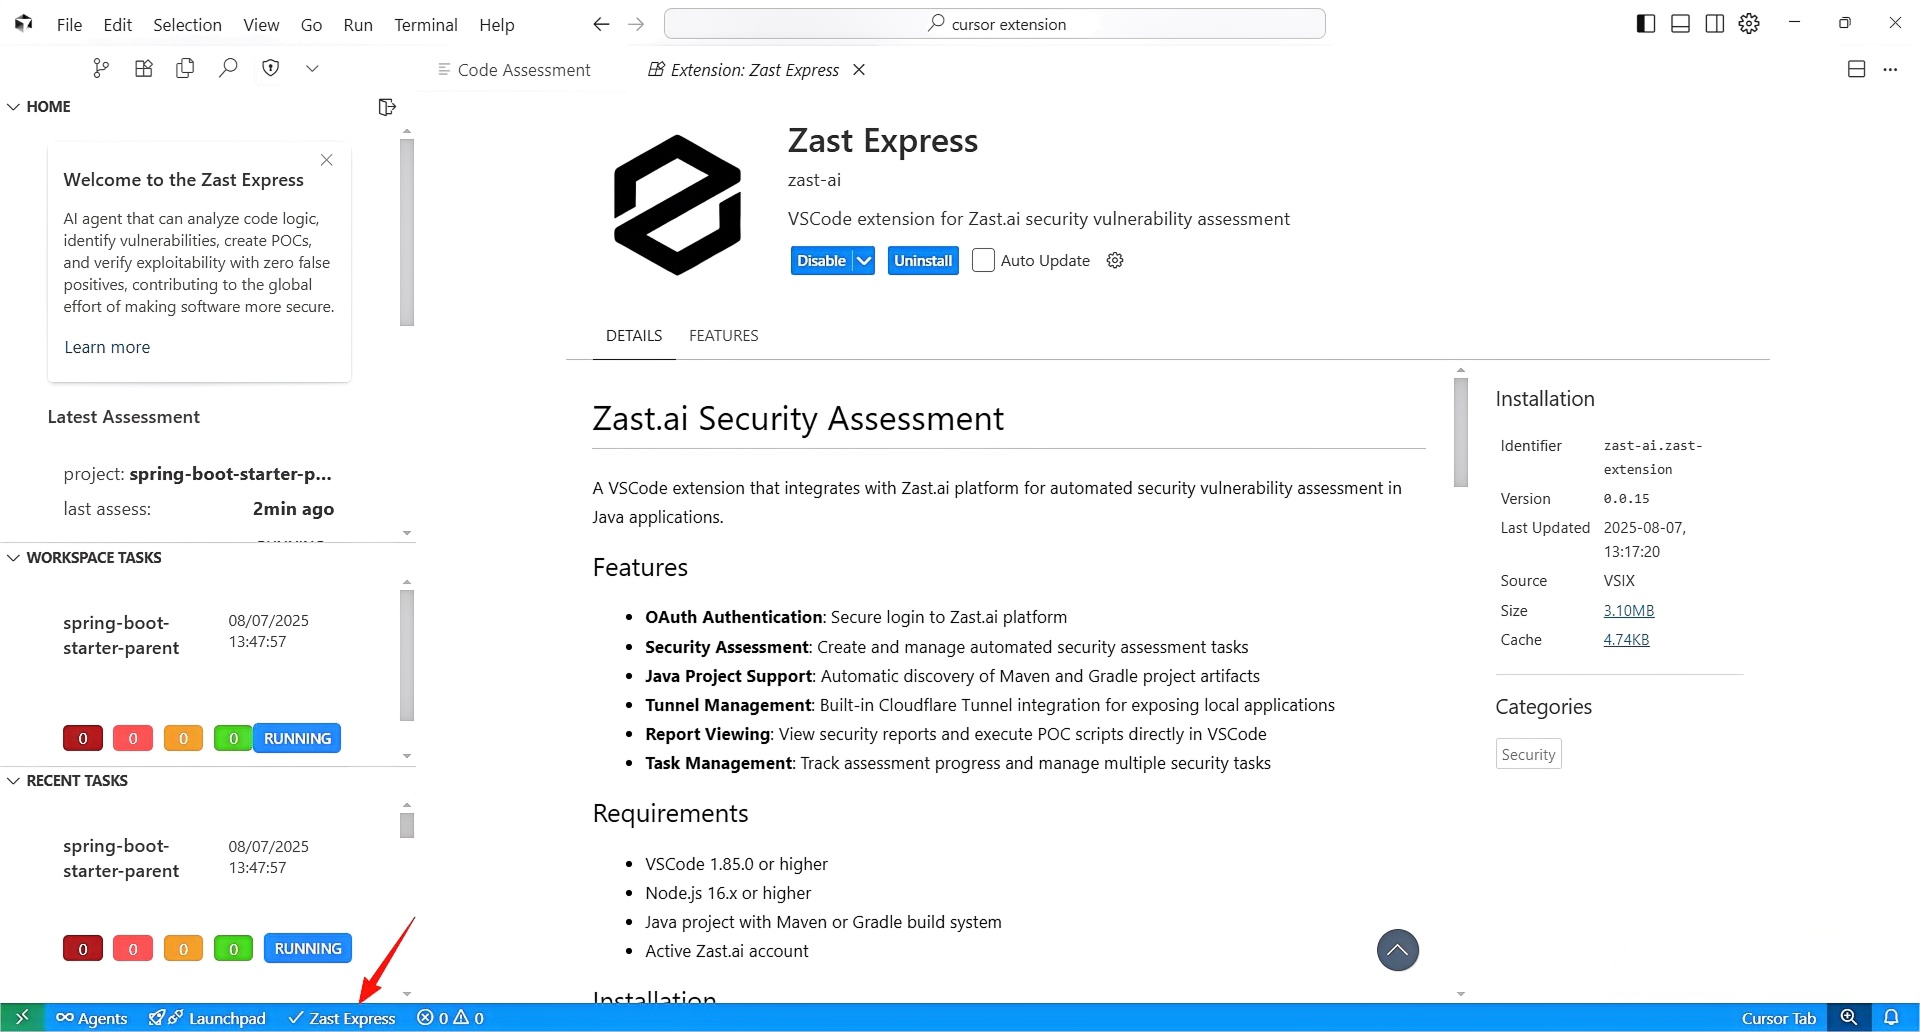 File Edit Selection View Go Run Terminal Help
cursor extension
Code Assessment
Extension: Zast Express
HOME
Welcome to the Zast Express
AI agent that can analyze code logic,
identify vulnerabilities, create POCs,
and verify exploitability with zero false
positives, contributing to the global
effort of making software more secure.
Learn more
Latest Assessment
project: spring-boot-starter-p...
last assess: 2min ago
WORKSPACE TASKS
spring-boot-
starter-parent
08/07/2025
13:47:57
0 0 0 0 RUNNING
RECENT TASKS
spring-boot-
starter-parent
08/07/2025
13:47:57
0 0 0 0 RUNNING
Zast Express
zast-ai
VSCode extension for Zast.ai security vulnerability assessment
Disable Uninstall Auto Update
DETAILS FEATURES
Zast.ai Security Assessment
A VSCode extension that integrates with Zast.ai platform for automated security vulnerability assessment in
Java applications.
Features
OAuth Authentication: Secure login to Zast.ai platform
Security Assessment: Create and manage automated security assessment tasks
Java Project Support: Automatic discovery of Maven and Gradle project artifacts
Tunnel Management: Built-in Cloudflare Tunnel integration for exposing local applications
Report Viewing: View security reports and execute POC scripts directly in VSCode
Task Management: Track assessment progress and manage multiple security tasks
Requirements
VSCode 1.85.0 or higher
Node.js 16.x or higher
Java project with Maven or Gradle build system
Active Zast.ai account
Installation
Installation
Identifier zast-ai.zast-
extension
Version 0.0.15
Last Updated 2025-08-07,
13:17:20
Source VSIX
Size 3.10MB
Cache 4.74KB
Categories
Security
Agents Launchpad Zast Express 0 0
Cursor Tab